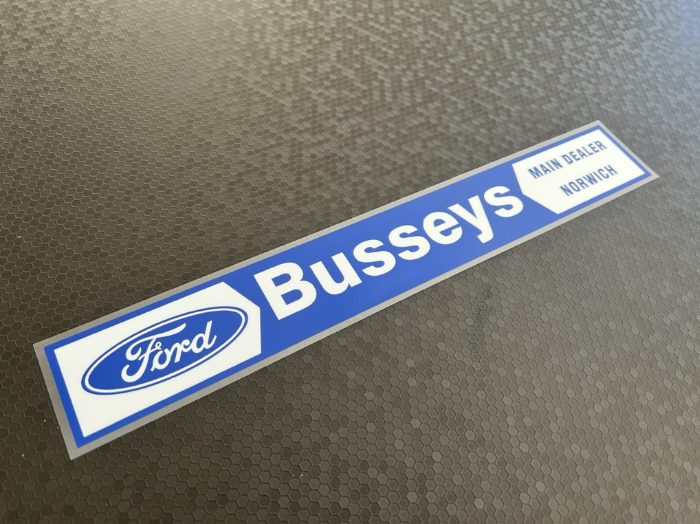 Ford
Busseys
MAIN DEALER
NORWICH